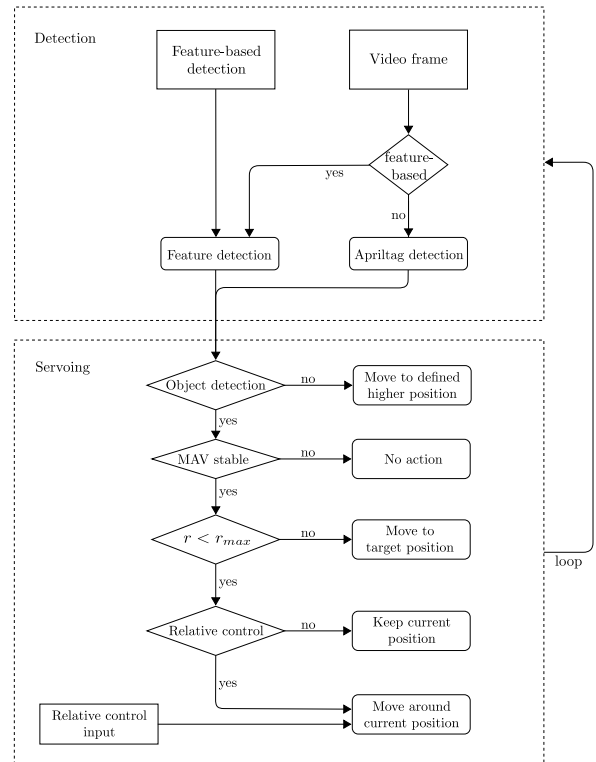 Detection
Feature-based
detection
Video frame
feature-
based
yes
no
Feature detection
Apriltag detection
Servoing
Object detection
no
Move to defined
higher position
yes
MAV stable
no
No action
yes
r < r_{max}
no
Move to
target position
loop
yes
Relative control
no
Keep current
position
yes
Relative control
input
Move around
current position